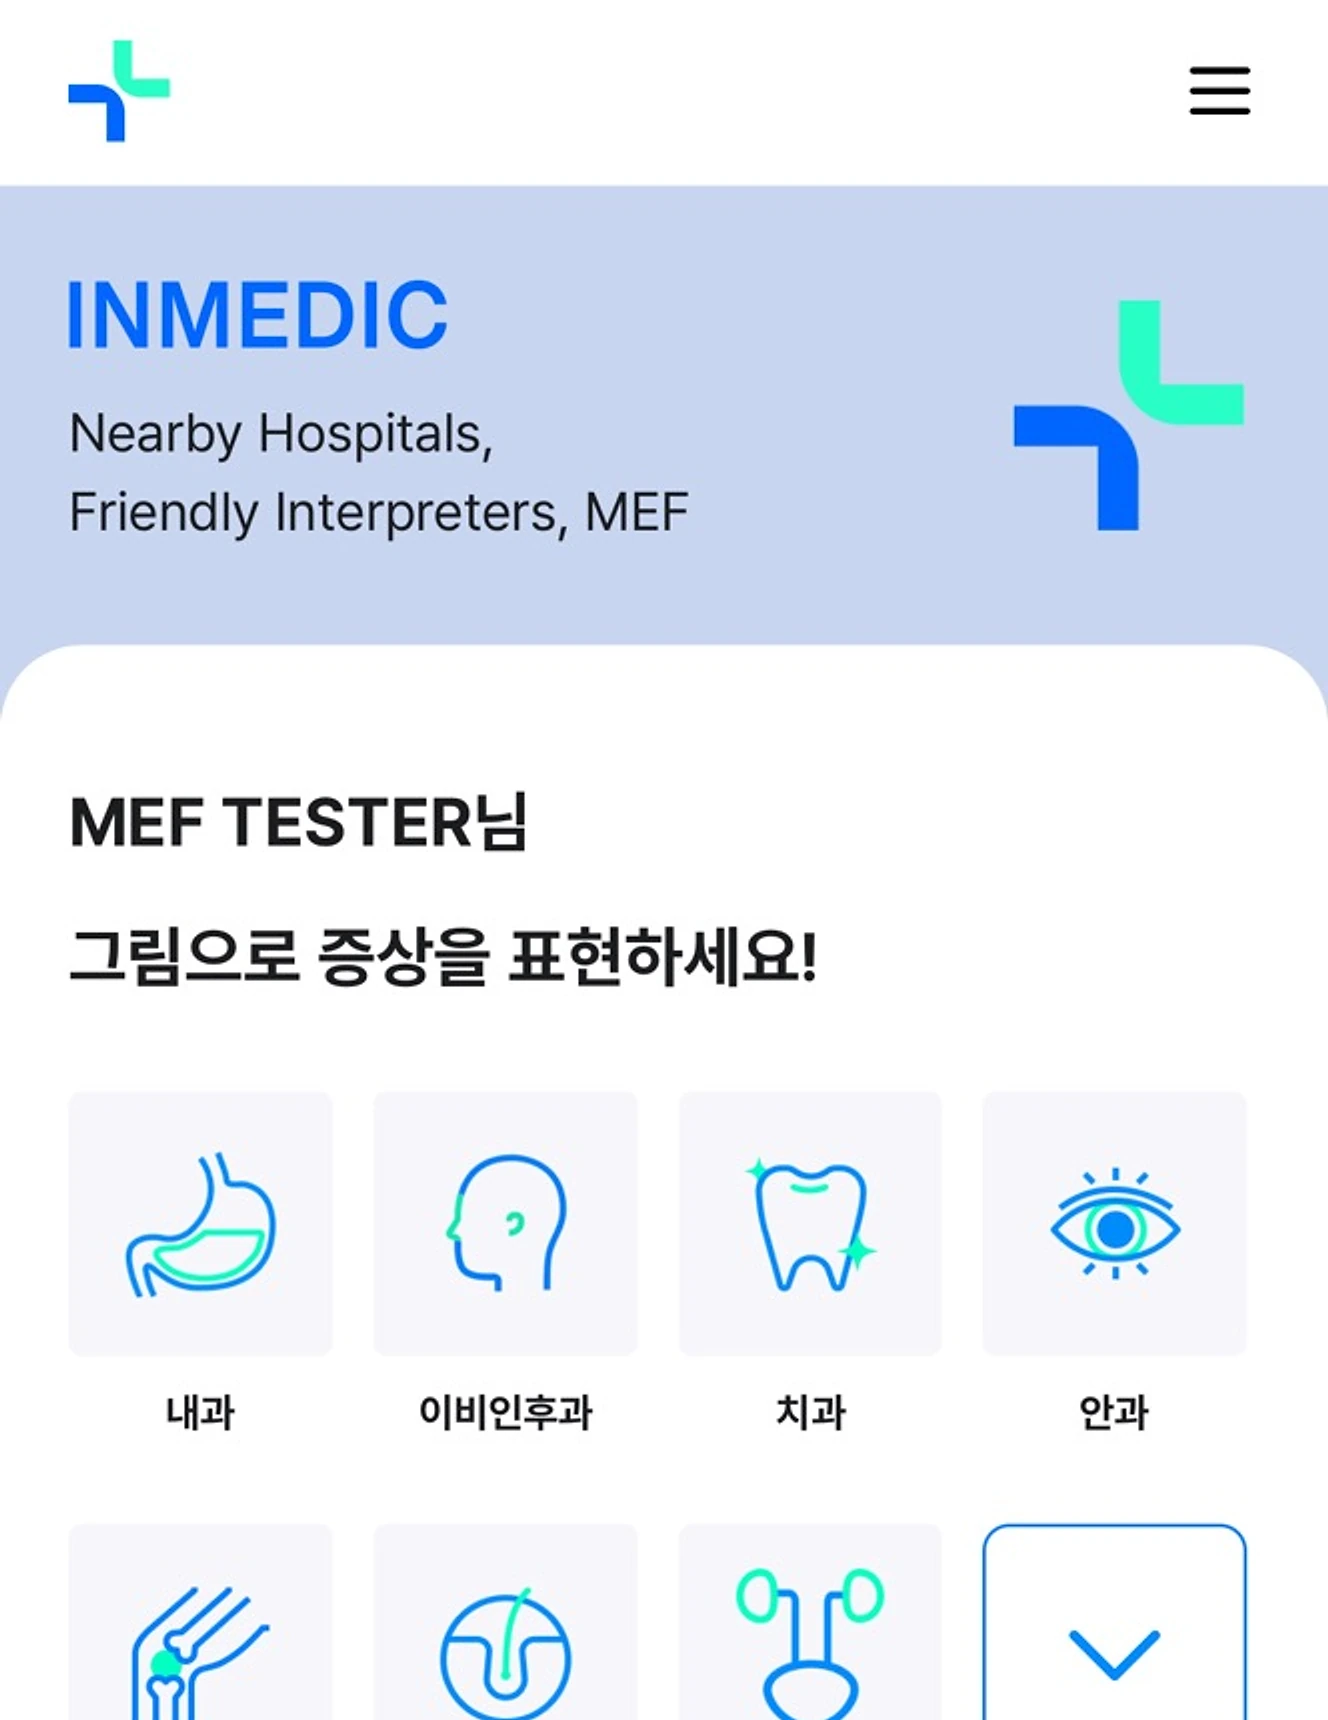 INMEDIC
Nearby Hospitals,
Friendly Interpreters, MEF
MEF TESTER님
그림으로 증상을 표현하세요!
내과
이비인후과
치과
안과